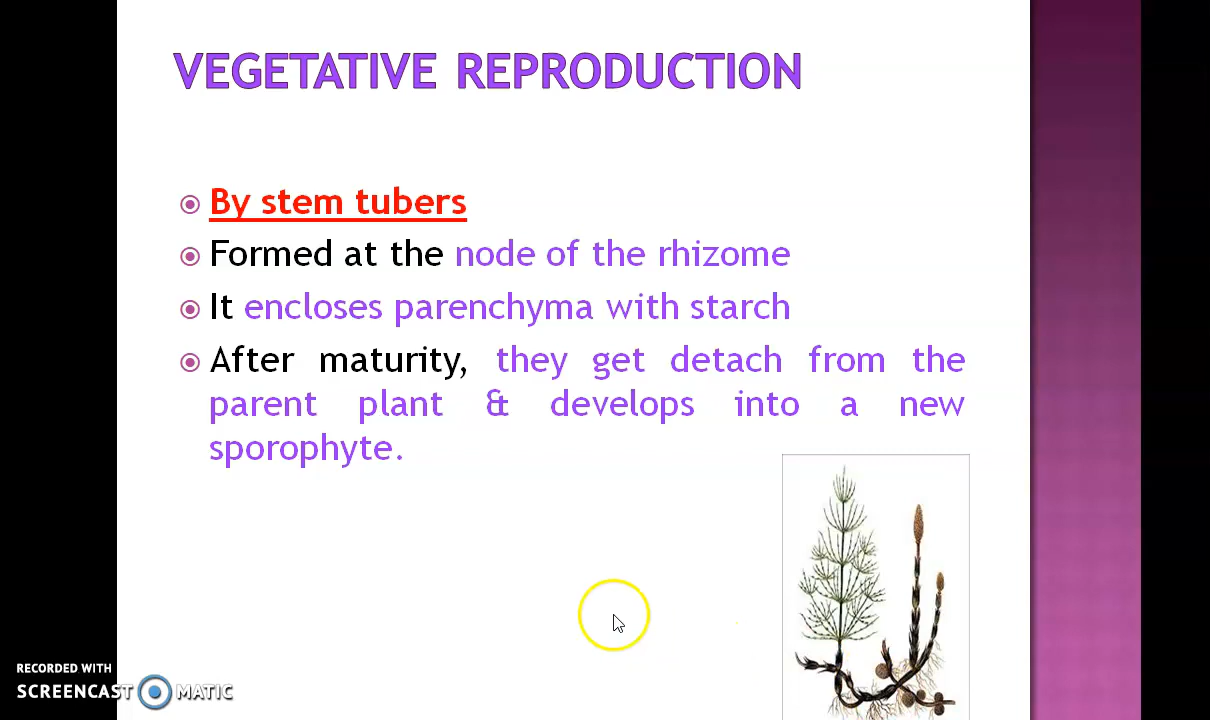 VEGETATIVE REPRODUCTION
By stem tubers
Formed at the node of the rhizome
It encloses parenchyma with starch
After maturity, they get detach from the
parent plant & develops into a new
sporophyte.
RECORDED WITH
SCREENCAST MATIC